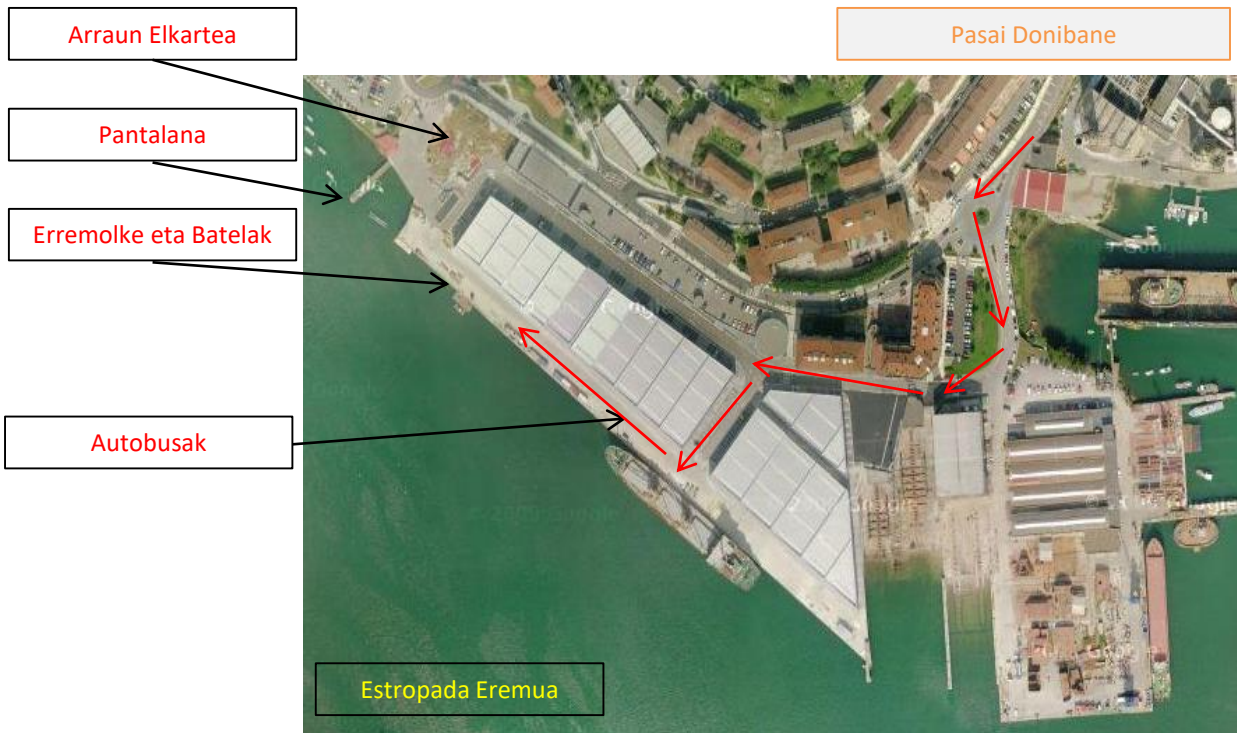 Arraun Elkartea
Pasai Donibane
Pantalana
Erremolke eta Batelak
Autobusak
Estropada Eremua